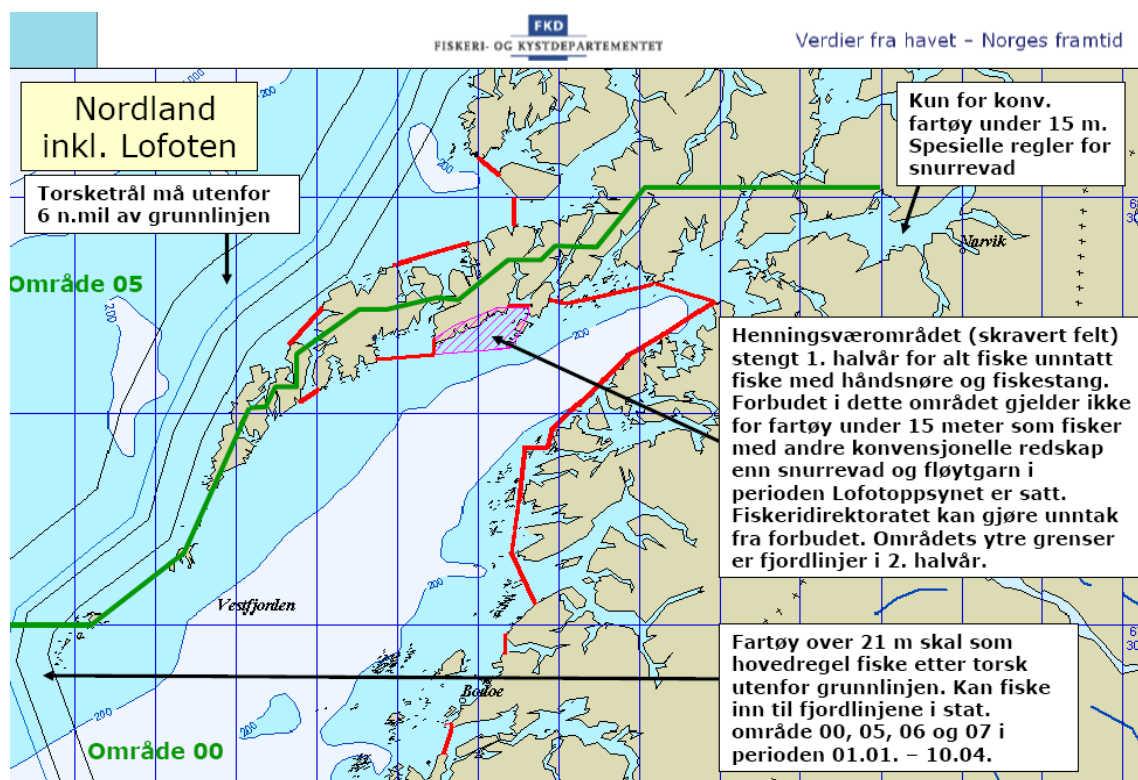 FKD
FISKERI- OG KYSTDEPARTEMENTET
Verdier fra havet – Norges framtid
Nordland
inkl. Lofoten
Torsketrål må utenfor
6 n.mil av grunnlinjen
Kun for konv.
fartøy under 15 m.
Spesielle regler for
snurrevad
200
200
200
Narvik
Område 05
200
200
Henningsværområdet (skravert felt)
stengt 1. halvår for alt fiske unntatt
fiske med håndsnøre og fiskestang.
Forbudet i dette området gjelder ikke
for fartøy under 15 meter som fisker
med andre konvensjonelle redskap
enn snurrevad og fløytgarn i
perioden Lofotoppsynet er satt.
Fiskeridirektoratet kan gjøre unntak
fra forbudet. Områdets ytre grenser
er fjordlinjer i 2. halvår.
200
Vestfjorden
Fartøy over 21 m skal som
hovedregel fiske etter torsk
utenfor grunnlinjen. Kan fiske
inn til fjordlinjene i stat.
område 00, 05, 06 og 07 i
perioden 01.01. – 10.04.
Bodoe
200
200
Område 00